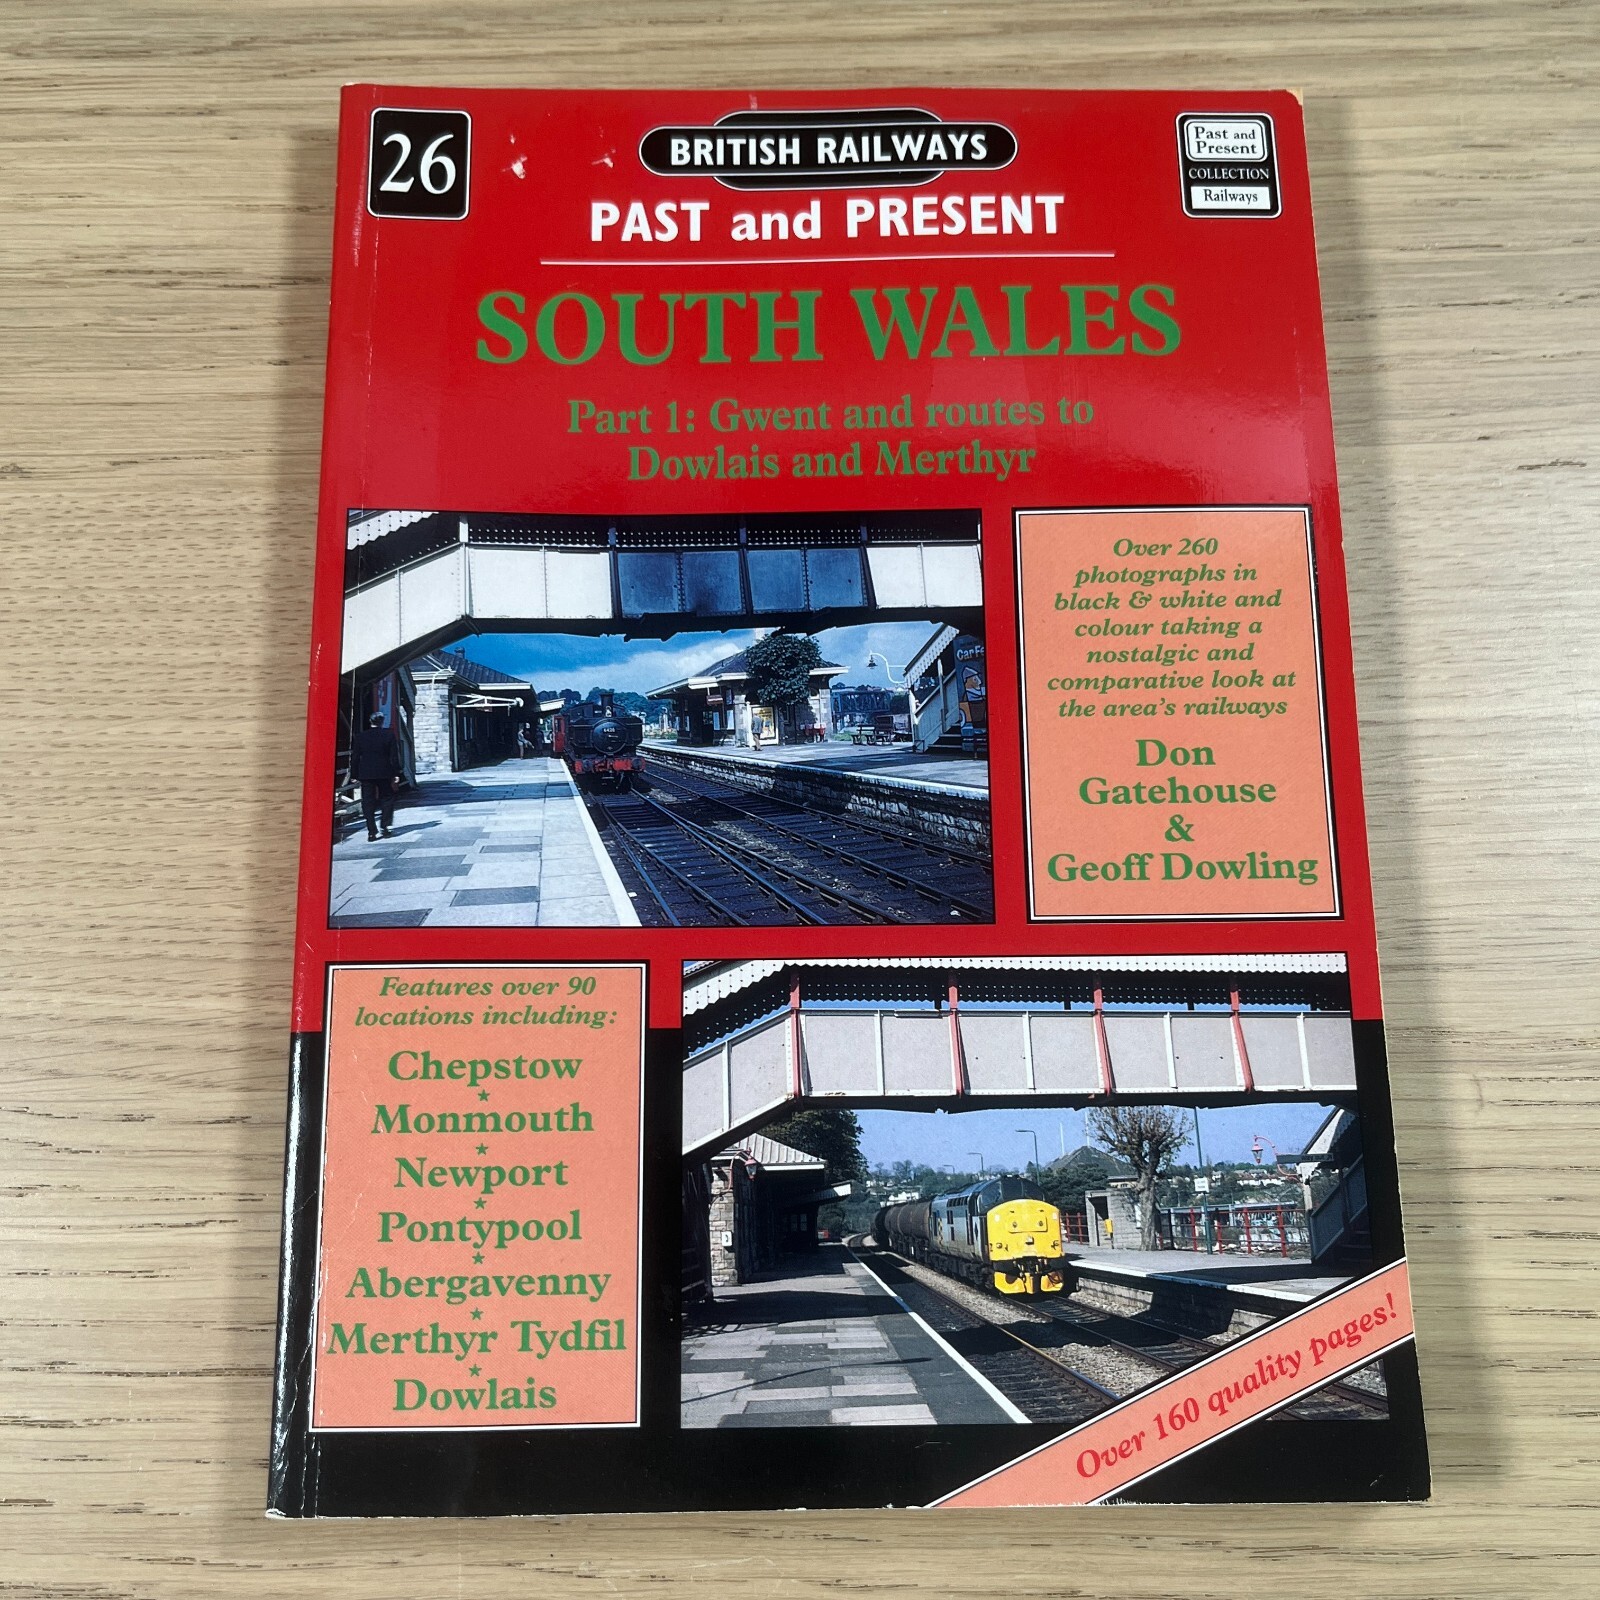 26
BRITISH RAILWAYS
PAST and PRESENT
Past and
Present
COLLECTION
Railways
SOUTH WALES
Part 1: Gwent and routes to
Dowlais and Merthyr
Over 260
photographs in
black & white and
colour taking a
nostalgic and
comparative look at
the area's railways
Don
Gatehouse
&
Geoff Dowling
Features over 90
locations including:
Chepstow
Monmouth
Newport
Pontypool
Abergavenny
Merthyr Tydfil
Dowlais
Over 160 quality pages!